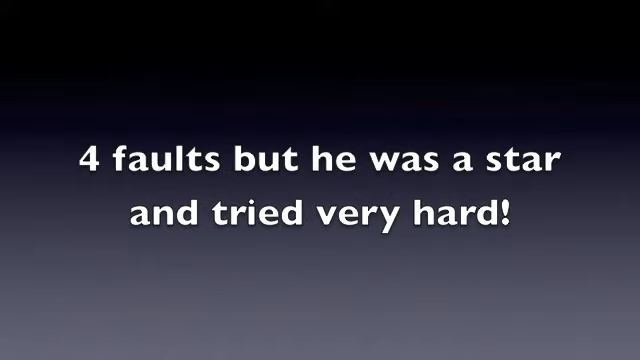 4 faults but he was a star
and tried very hard!